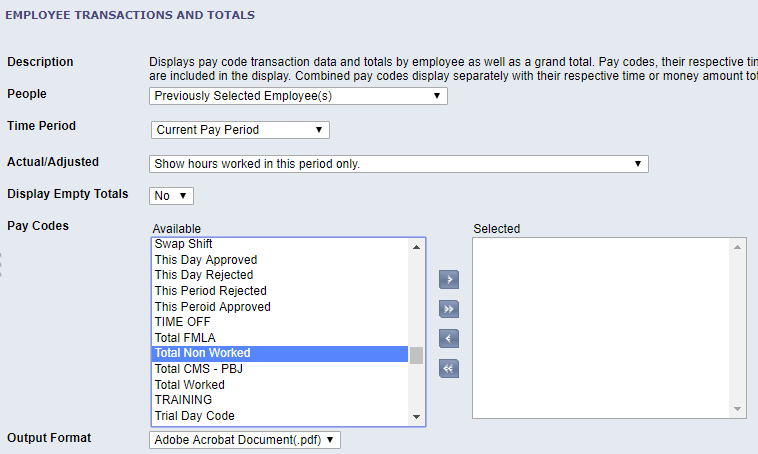 EMPLOYEE TRANSACTIONS AND TOTALS
Description
Displays pay code transaction data and totals by employee as well as a grand total. Pay codes, their respective
are included in the display. Combined pay codes display separately with their respective time or money amount
People
Previously Selected Employee(s)
Time Period
Current Pay Period
Actual/Adjusted
Show hours worked in this period only.
Display Empty Totals
No
Pay Codes
Available
Selected
Swap Shift
This Day Approved
This Day Rejected
This Period Rejected
This Peroid Approved
TIME OFF
Total FMLA
Total Non Worked
Total CMS - PBJ
Total Worked
TRAINING
Trial Day Code
Output Format
Adobe Acrobat Document(.pdf)